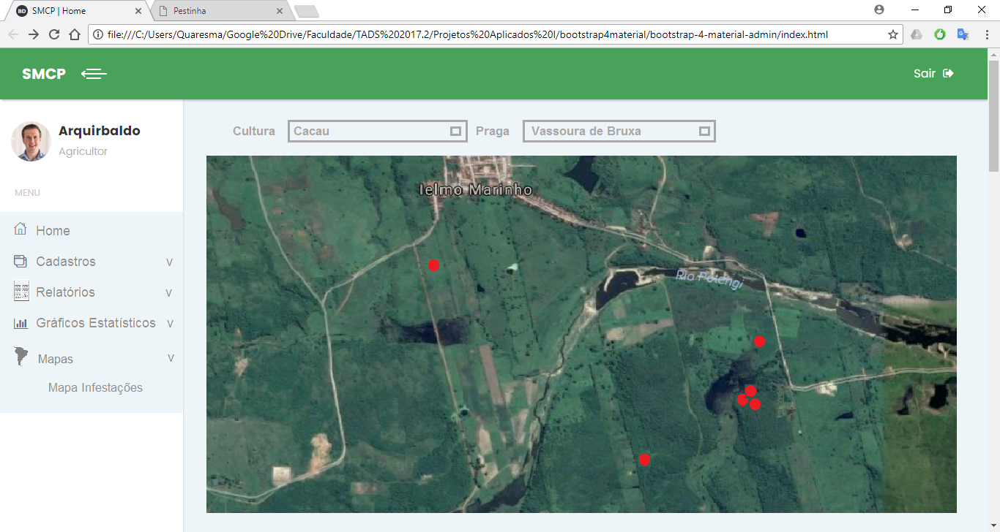 BD SMCP | Home
Pestinha
file:///C:/Users/Quaresma/Google%20Drive/Faculdade/TADS%202017.2/Projetos%20Aplicados%20I/bootstrap4material/bootstrap-4-material-admin/index.html
SMCP
Sair
Arquirbaldo
Agricultor
MENU
Home
Cadastros v
Relatórios v
Gráficos Estatísticos v
Mapas v
Mapa Infestações
Cultura Cacau Praga Vassoura de Bruxa
Ielmo Marinho
Rio Potengi